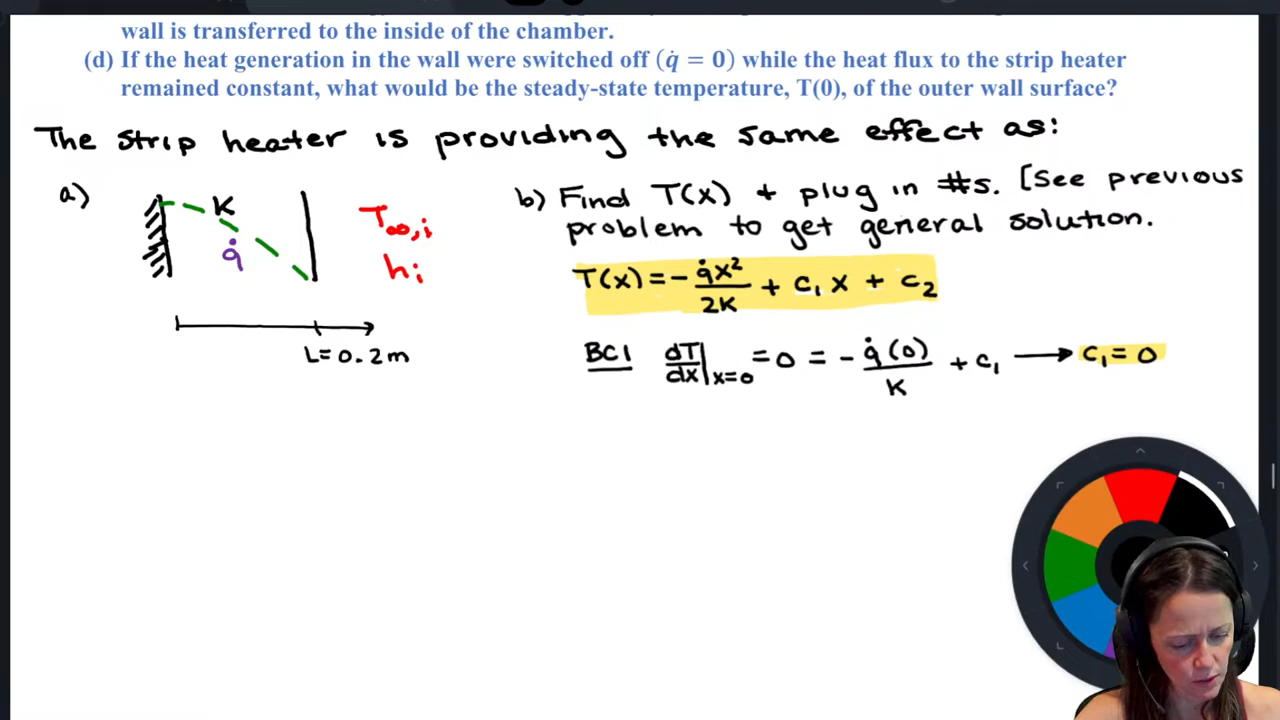 wall is transferred to the inside of the chamber.
(d) If the heat generation in the wall were switched off (q̇ = 0) while the heat flux to the strip heater
remained constant, what would be the steady-state temperature, T(0), of the outer wall surface?
The strip heater is providing the same effect as:
a)
K
q̇
T∞,i
hi
L=0.2m
b) Find T(x) + plug in #s. [See previous
problem to get general solution.
T(x) = - q̇x²/2K + C₁x + C₂
BC1 dT/dx|x=0 = 0 = - q̇(0)/K + C₁ → C₁ = 0